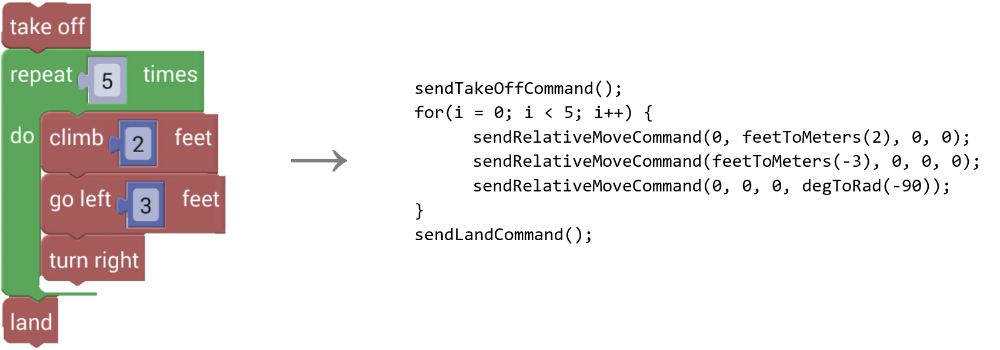 take off
repeat 5 times
do climb 2 feet
go left 3 feet
turn right
land
sendTakeOffCommand();
for(i = 0; i < 5; i++) {
sendRelativeMoveCommand(0, feetToMeters(2), 0, 0);
sendRelativeMoveCommand(feetToMeters(-3), 0, 0, 0);
sendRelativeMoveCommand(0, 0, 0, degToRad(-90));
}
sendLandCommand();